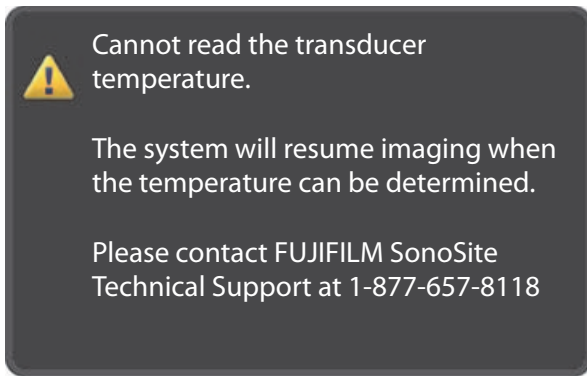 Cannot read the transducer
temperature.
The system will resume imaging when
the temperature can be determined.
Please contact FUJIFILM SonoSite
Technical Support at 1-877-657-8118